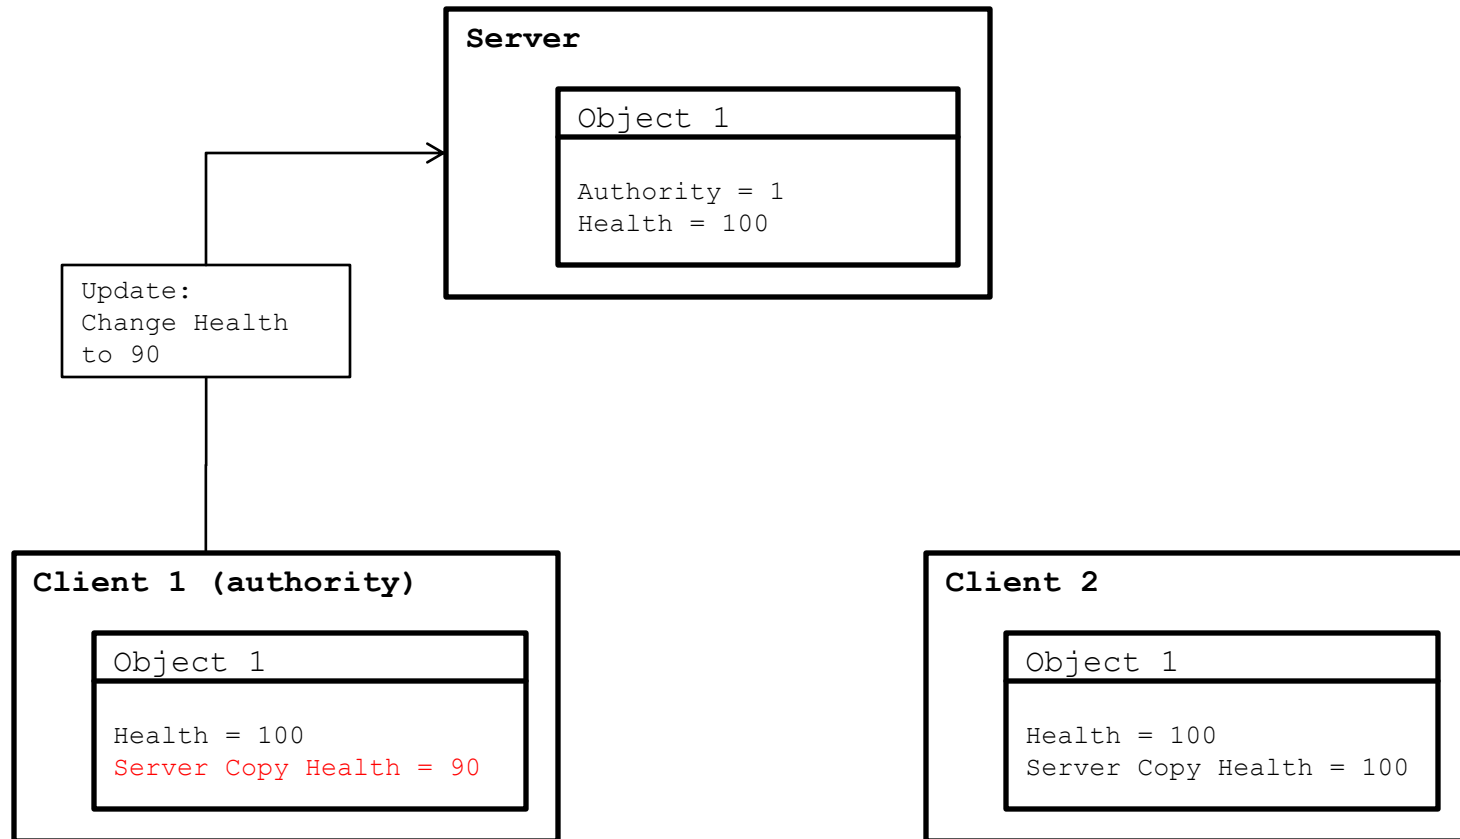 Server
Object 1
Authority = 1
Health = 100
Update:
Change Health
to 90
Client 1 (authority)
Object 1
Health = 100
Server Copy Health = 90
Client 2
Object 1
Health = 100
Server Copy Health = 100